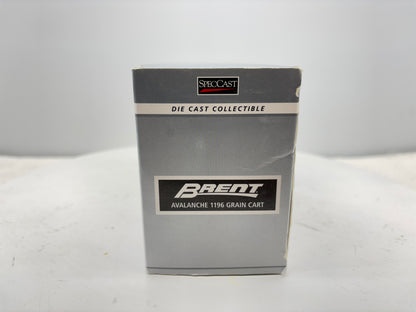 SPECCAST
DIE CAST COLLECTIBLE
BRENT
AVALANCHE 1196 GRAIN CART